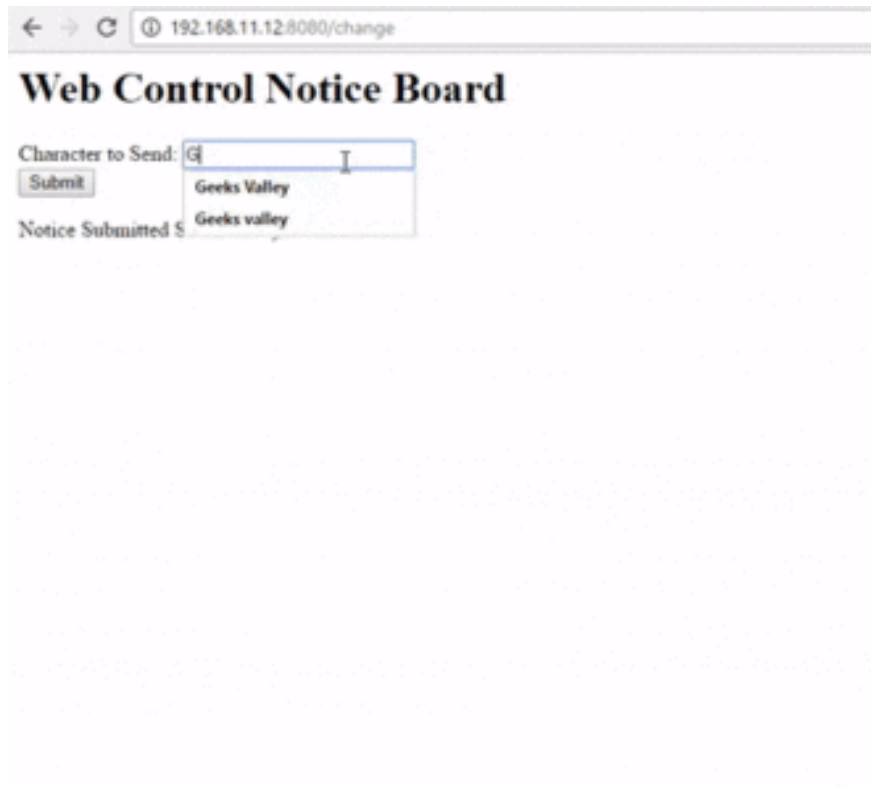 192.168.11.12:8080/change
Web Control Notice Board
Character to Send: G
Submit
Geeks Valley
Geeks valley
Notice Submitted S